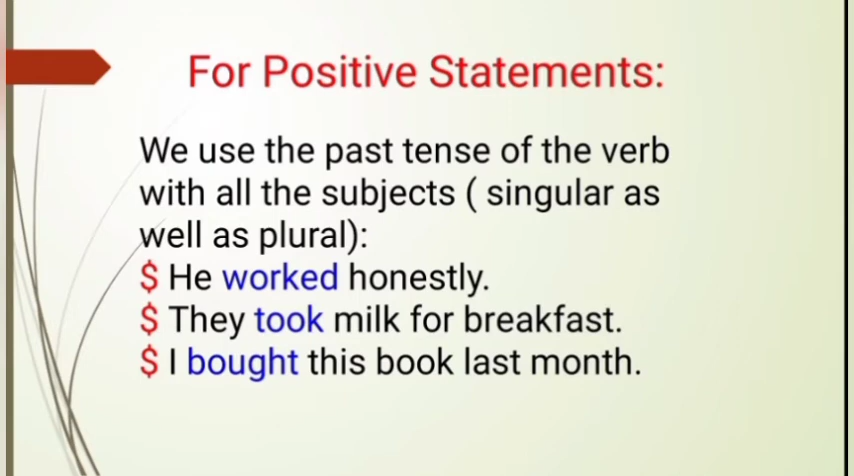 For Positive Statements:
We use the past tense of the verb
with all the subjects ( singular as
well as plural):
$ He worked honestly.
$ They took milk for breakfast.
$ I bought this book last month.